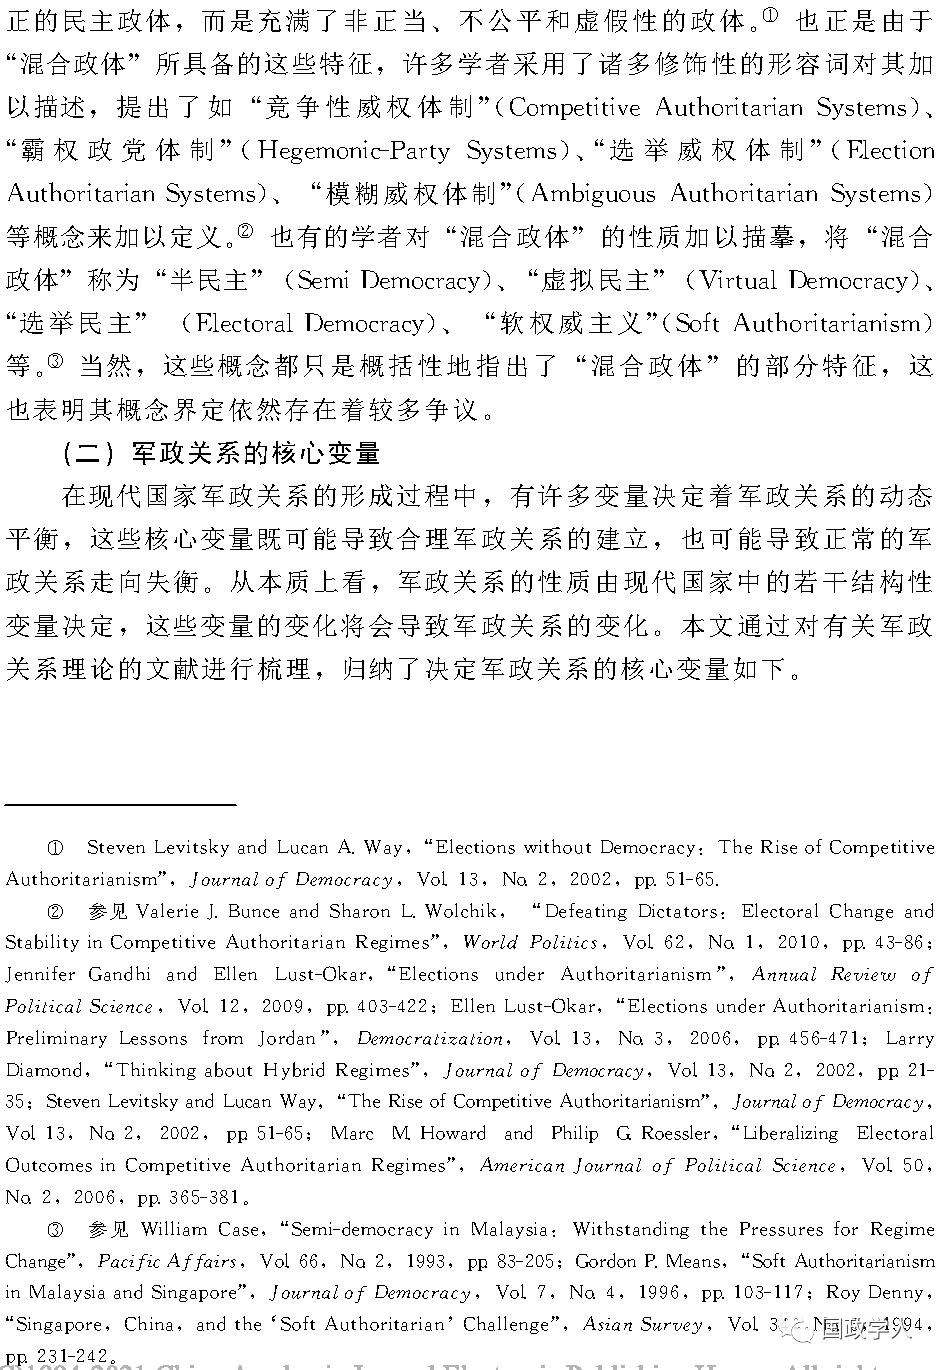 正的民主政体，而是充满了非正当、不公平和虚假性的政体。① 也正是由于
“混合政体”所具备的这些特征，许多学者采用了诸多修饰性的形容词对其加
以描述，提出了如“竞争性威权体制”（Competitive Authoritarian Systems）、
“霸权政党体制”（Hegemonic-Party Systems）、“选举威权体制”（Election
Authoritarian Systems）、“模糊威权体制”（Ambiguous Authoritarian Systems）
等概念来加以定义。② 也有的学者对“混合政体”的性质加以描摹，将“混合
政体”称为“半民主”（Semi Democracy）、“虚拟民主”（Virtual Democracy）、
“选举民主”（Electoral Democracy）、“软权威主义”（Soft Authoritarianism）
等。③ 当然，这些概念都只是概括性地指出了“混合政体”的部分特征，这
也表明其概念界定依然存在着较多争议。
（二）军政关系的核心变量
在现代国家军政关系的形成过程中，有许多变量决定着军政关系的动态
平衡，这些核心变量既可能导致合理军政关系的建立，也可能导致正常的军
政关系走向失衡。从本质上看，军政关系的性质由现代国家中的若干结构性
变量决定，这些变量的变化将会导致军政关系的变化。本文通过对有关军政
关系理论的文献进行梳理，归纳了决定军政关系的核心变量如下。
① Steven Levitsky and Lucan A. Way, “Elections without Democracy: The Rise of Competitive
Authoritarianism”, Journal of Democracy, Vol. 13, No. 2, 2002, pp. 51-65.
② 参见 Valerie J. Bunce and Sharon L. Wolchik, “Defeating Dictators: Electoral Change and
Stability in Competitive Authoritarian Regimes”, World Politics, Vol. 62, No. 1, 2010, pp. 43-86;
Jennifer Gandhi and Ellen Lust-Okar, “Elections under Authoritarianism”, Annual Review of
Political Science, Vol. 12, 2009, pp. 403-422; Ellen Lust-Okar, “Elections under Authoritarianism:
Preliminary Lessons from Jordan”, Democratization, Vol. 13, No. 3, 2006, pp. 456-471; Larry
Diamond, “Thinking about Hybrid Regimes”, Journal of Democracy, Vol. 13, No. 2, 2002, pp. 21-
35; Steven Levitsky and Lucan Way, “The Rise of Competitive Authoritarianism”, Journal of Democracy,
Vol. 13, No. 2, 2002, pp. 51-65; Marc M. Howard and Philip G. Roessler, “Liberalizing Electoral
Outcomes in Competitive Authoritarian Regimes”, American Journal of Political Science, Vol. 50,
No. 2, 2006, pp. 365-381。
③ 参见 William Case, “Semi-democracy in Malaysia: Withstanding the Pressures for Regime
Change”, Pacific Affairs, Vol. 66, No. 2, 1993, pp. 83-205; Gordon P. Means, “Soft Authoritarianism
in Malaysia and Singapore”, Journal of Democracy, Vol. 7, No. 4, 1996, pp. 103-117; Roy Denny,
“Singapore, China, and the ‘Soft Authoritarian’ Challenge”, Asian Survey, Vol. 1994,
pp. 231-242。
国政学人